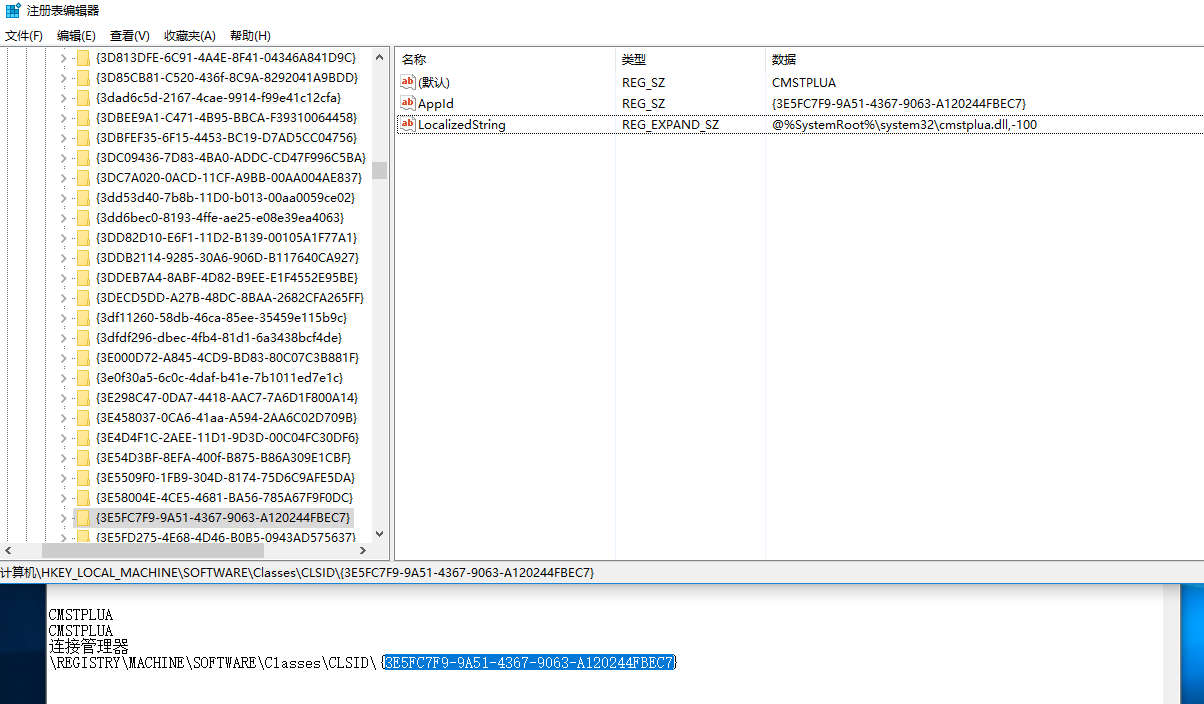 注册表编辑器
文件(F) 编辑(E) 查看(V) 收藏夹(A) 帮助(H)
{3D813DFE-6C91-4A4E-8F41-04346A841D9C}
{3D85CB81-C520-436f-8C9A-8292041A9BDD}
{3dad6c5d-2167-4cae-9914-f99e41c12cfa}
{3DBEE9A1-C471-4B95-BBCA-F39310064458}
{3DBFEF35-6F15-4453-BC19-D7AD5CC04756}
{3DC09436-7D83-4BA0-ADDC-CD47F996C5BA}
{3DC7A020-0ACD-11CF-A9BB-00AA004AE837}
{3dd53d40-7b8b-11D0-b013-00aa0059ce02}
{3dd6bec0-8193-4ffe-ae25-e08e39ea4063}
{3DD82D10-E6F1-11D2-B139-00105A1F77A1}
{3DDB2114-9285-30A6-906D-B117640CA927}
{3DDEB7A4-8ABF-4D82-B9EE-E1F4552E95BE}
{3DECD5DD-A27B-48DC-8BAA-2682CFA265FF}
{3df11260-58db-46ca-85ee-35459e115b9c}
{3dfdf296-dbec-4fb4-81d1-6a3438bcf4de}
{3E000D72-A845-4CD9-BD83-80C07C3B881F}
{3e0f30a5-6c0c-4daf-b41e-7b1011ed7e1c}
{3E298C47-0DA7-4418-AAC7-7A6D1F800A14}
{3E458037-0CA6-41aa-A594-2AA6C02D709B}
{3E4D4F1C-2AEE-11D1-9D3D-00C04FC30DF6}
{3E54D3BF-8EFA-400f-B875-B86A309E1CBF}
{3E5509F0-1FB9-304D-8174-75D6C9AFE5DA}
{3E58004E-4CE5-4681-BA56-785A67F9F0DC}
{3E5FC7F9-9A51-4367-9063-A120244FBEC7}
{3E5FD275-4E68-4D46-B0B5-0943AD575637}
名称 类型 数据
ab (默认) REG_SZ CMSTPLUA
ab AppId REG_SZ {3E5FC7F9-9A51-4367-9063-A120244FBEC7}
ab LocalizedString REG_EXPAND_SZ @%SystemRoot%\system32\cmstplua.dll,-100
计算机\HKEY_LOCAL_MACHINE\SOFTWARE\Classes\CLSID\{3E5FC7F9-9A51-4367-9063-A120244FBEC7}
CMSTPLUA
CMSTPLUA
连接管理器
\REGISTRY\MACHINE\SOFTWARE\Classes\CLSID\{3E5FC7F9-9A51-4367-9063-A120244FBEC7}